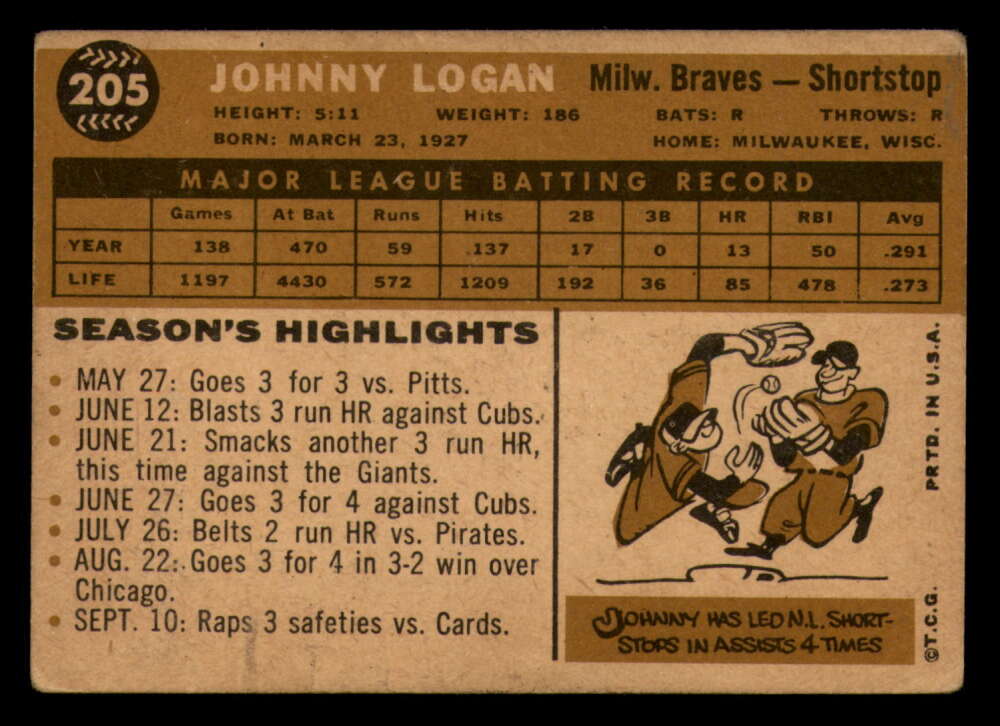 205
JOHNNY LOGAN Milw. Braves — Shortstop
HEIGHT: 5:11 WEIGHT: 186 BATS: R THROWS: R
BORN: MARCH 23, 1927 HOME: MILWAUKEE, WISC.
MAJOR LEAGUE BATTING RECORD
Games At Bat Runs Hits 2B 3B HR RBI Avg
YEAR 138 470 59 .137 17 0 13 50 .291
LIFE 1197 4430 572 1209 192 36 85 478 .273
SEASON'S HIGHLIGHTS
• MAY 27: Goes 3 for 3 vs. Pitts.
• JUNE 12: Blasts 3 run HR against Cubs.
• JUNE 21: Smacks another 3 run HR,
this time against the Giants.
• JUNE 27: Goes 3 for 4 against Cubs.
• JULY 26: Belts 2 run HR vs. Pirates.
• AUG. 22: Goes 3 for 4 in 3-2 win over
Chicago.
• SEPT. 10: Raps 3 safeties vs. Cards.
JOHNNY HAS LED N.L. SHORT-
STOPS IN ASSISTS 4 TIMES
©T.C.G. PRTD. IN U.S.A.